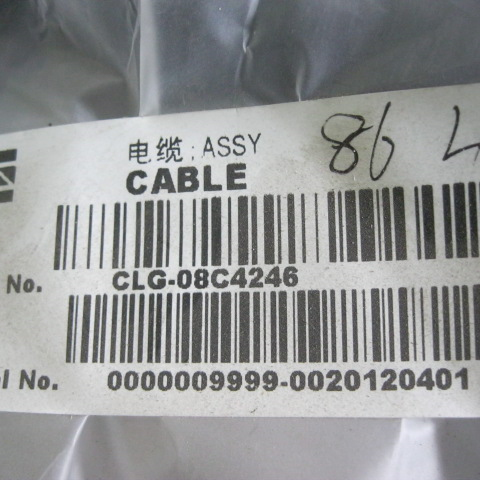 电缆;ASSY
CABLE
86
No. CLG-08C4246
No. 0000009999-0020120401